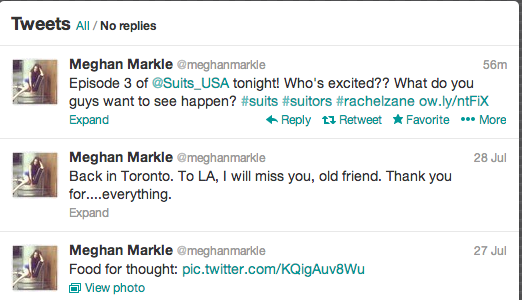 Tweets All / No replies
Meghan Markle @meghanmarkle 56m
Episode 3 of @Suits_USA tonight! Who's excited?? What do you
guys want to see happen? #suits #suitors #rachelzane ow.ly/ntFiX
Expand Reply Retweet Favorite More
Meghan Markle @meghanmarkle 28 Jul
Back in Toronto. To LA, I will miss you, old friend. Thank you
for....everything.
Expand
Meghan Markle @meghanmarkle 27 Jul
Food for thought: pic.twitter.com/KQigAuv8Wu
View photo